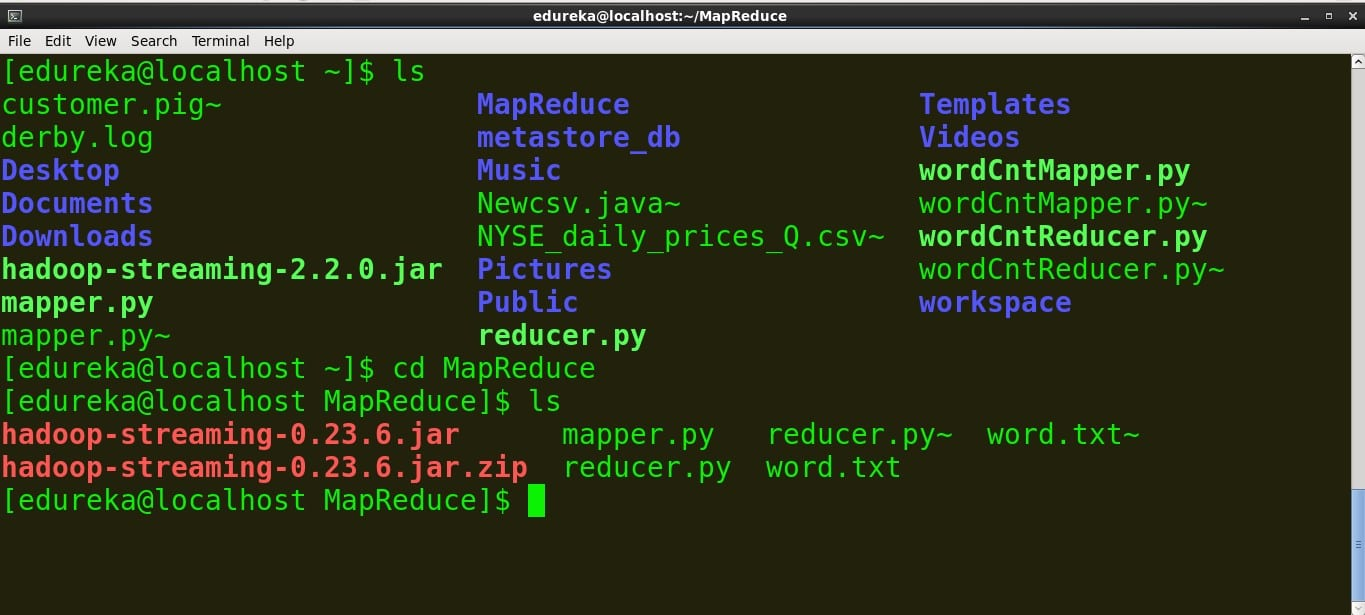 edureka@localhost:~/MapReduce
File Edit View Search Terminal Help
[edureka@localhost ~]$ ls
customer.pig~ MapReduce Templates
derby.log metastore_db Videos
Desktop Music wordCntMapper.py
Documents Newcsv.java~ wordCntMapper.py~
Downloads NYSE_daily_prices_Q.csv~ wordCntReducer.py
hadoop-streaming-2.2.0.jar Pictures wordCntReducer.py~
mapper.py Public workspace
mapper.py~ reducer.py
[edureka@localhost ~]$ cd MapReduce
[edureka@localhost MapReduce]$ ls
hadoop-streaming-0.23.6.jar mapper.py reducer.py~ word.txt~
hadoop-streaming-0.23.6.jar.zip reducer.py word.txt
[edureka@localhost MapReduce]$